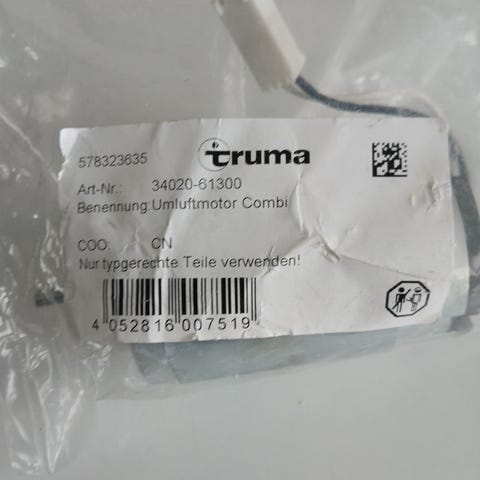 truma
578323635
Art-Nr.: 34020-61300
Benennung: Umluftmotor Combi
COO: CN
Nur typgerechte Teile verwenden!
4 052816 007519